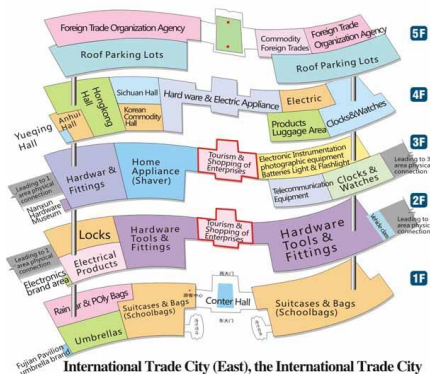 Foreign Trade Organization Agency
Commodity
Foreign Trades
Foreign Trade
Organization Agency
5F
Roof Parking Lots
Roof Parking Lots
Hongkong
Hall
Sichuan Hall
Korean
Commodity
Hall
Hard ware & Electric Appliance
Electric
4F
Anhui
Hall
Yueqing
Hall
Products
Luggage Area
Clocks&Watches
3F
Hardwar &
Fittings
Home
Appliance
(Shaver)
Tourism &
Shopping of
Enterprises
Electronic Instrumentation
photographic equipment
Batteries Light & Flashlight
Telecommunication
Equipment
Clocks &
Watches
Leading to 3
area physical
connection
Leading to 1
area physical
connection
Nanjun
Hardware
Museum
2F
Locks
Electrical
Products
Hardware
Tools &
Fittings
Tourism &
Shopping of
Enterprises
Hardware
Tools &
Fittings
Leading to 3
area physical
connection
Leading to
area physical
connection
Electronics
brand area
1F
Rain War & POly Bags
Umbrellas
Suitcases & Bags
(Schoolbags)
Conter Hall
Suitcases & Bags
(Schoolbags)
Fujian Pavilion
umbrella brand
International Trade City (East), the International Trade City